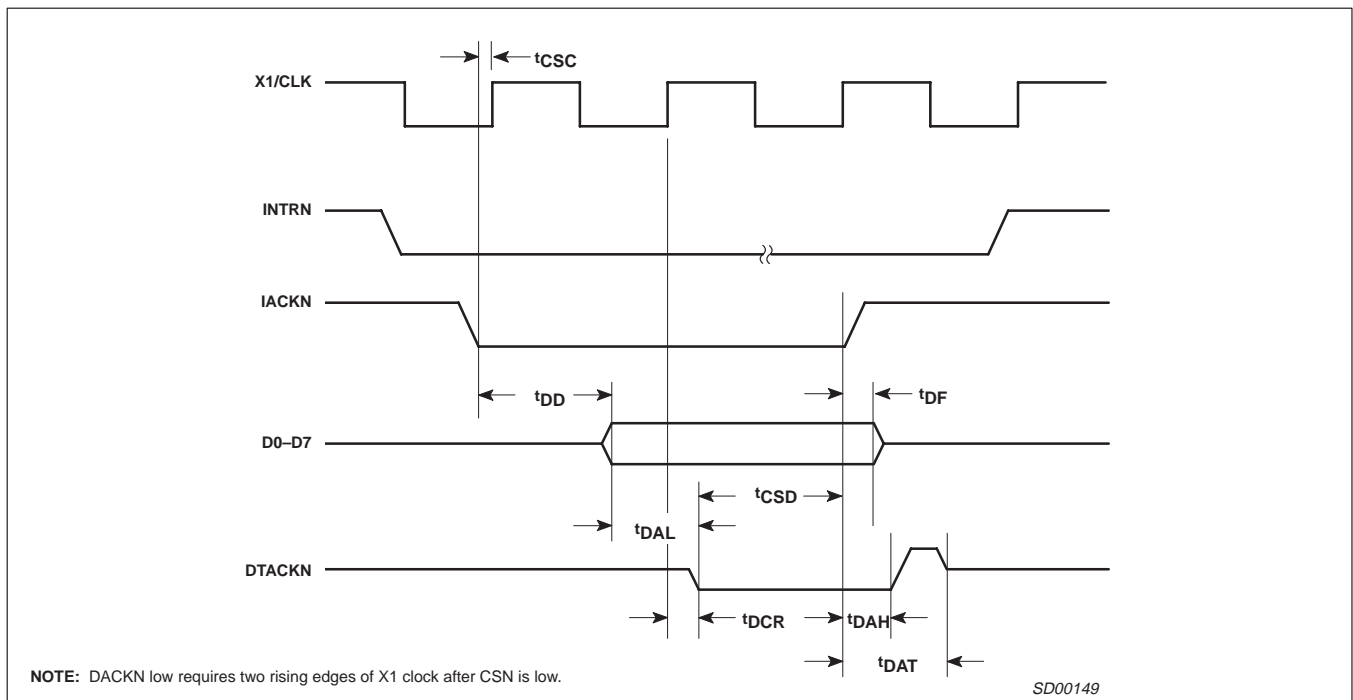 tCSC
X1/CLK
INTRN
IACKN
tDD
tDF
D0–D7
tCSD
tDAL
DTACKN
tDCR
tDAH
tDAT
NOTE: DACKN low requires two rising edges of X1 clock after CSN is low.
SD00149